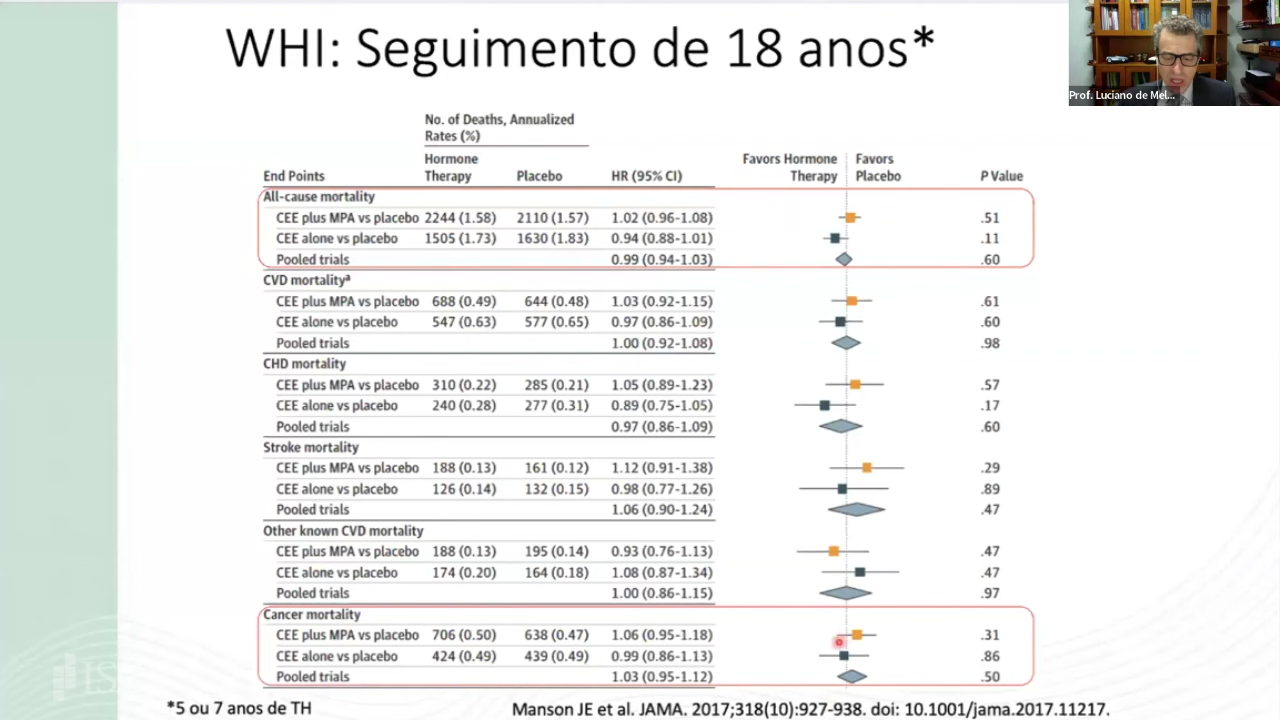 WHI: Seguimento de 18 anos*
Prof. Luciano de Mel...
No. of Deaths, Annualized
Rates (%)
Hormone Favors Hormone Favors
End Points Therapy Placebo HR (95% CI) Therapy Placebo P Value
All-cause mortality
CEE plus MPA vs placebo 2244 (1.58) 2110 (1.57) 1.02 (0.96-1.08) .51
CEE alone vs placebo 1505 (1.73) 1630 (1.83) 0.94 (0.88-1.01) .11
Pooled trials 0.99 (0.94-1.03) .60
CVD mortalityª
CEE plus MPA vs placebo 688 (0.49) 644 (0.48) 1.03 (0.92-1.15) .61
CEE alone vs placebo 547 (0.63) 577 (0.65) 0.97 (0.86-1.09) .60
Pooled trials 1.00 (0.92-1.08) .98
CHD mortality
CEE plus MPA vs placebo 310 (0.22) 285 (0.21) 1.05 (0.89-1.23) .57
CEE alone vs placebo 240 (0.28) 277 (0.31) 0.89 (0.75-1.05) .17
Pooled trials 0.97 (0.86-1.09) .60
Stroke mortality
CEE plus MPA vs placebo 188 (0.13) 161 (0.12) 1.12 (0.91-1.38) .29
CEE alone vs placebo 126 (0.14) 132 (0.15) 0.98 (0.77-1.26) .89
Pooled trials 1.06 (0.90-1.24) .47
Other known CVD mortality
CEE plus MPA vs placebo 188 (0.13) 195 (0.14) 0.93 (0.76-1.13) .47
CEE alone vs placebo 174 (0.20) 164 (0.18) 1.08 (0.87-1.34) .47
Pooled trials 1.00 (0.86-1.15) .97
Cancer mortality
CEE plus MPA vs placebo 706 (0.50) 638 (0.47) 1.06 (0.95-1.18) .31
CEE alone vs placebo 424 (0.49) 439 (0.49) 0.99 (0.86-1.13) .86
Pooled trials 1.03 (0.95-1.12) .50
*5 ou 7 anos de TH
Manson JE et al. JAMA. 2017;318(10):927-938. doi: 10.1001/jama.2017.11217.